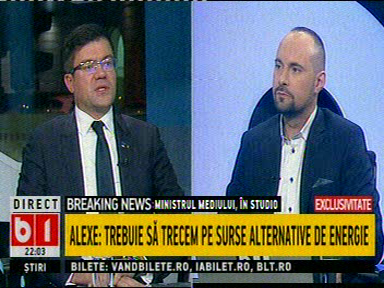 DIRECT
BREAKING NEWS MINISTRUL MEDIULUI, ÎN STUDIO
EXCLUSIVITATE
b1
22:03
ALEXE: TREBUIE SĂ TRECEM PE SURSE ALTERNATIVE DE ENERGIE
ȘTIRI
BILETE: VANDBILETE.RO, IABILET.RO, BLT.RO